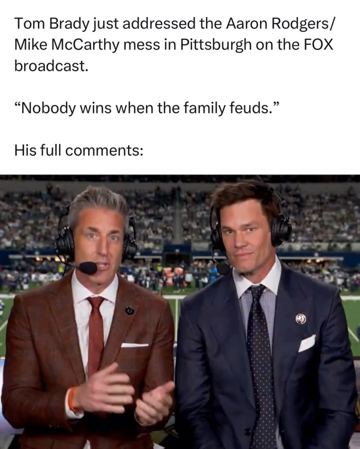 Tom Brady just addressed the Aaron Rodgers/
Mike McCarthy mess in Pittsburgh on the FOX
broadcast.
“Nobody wins when the family feuds.”
His full comments: